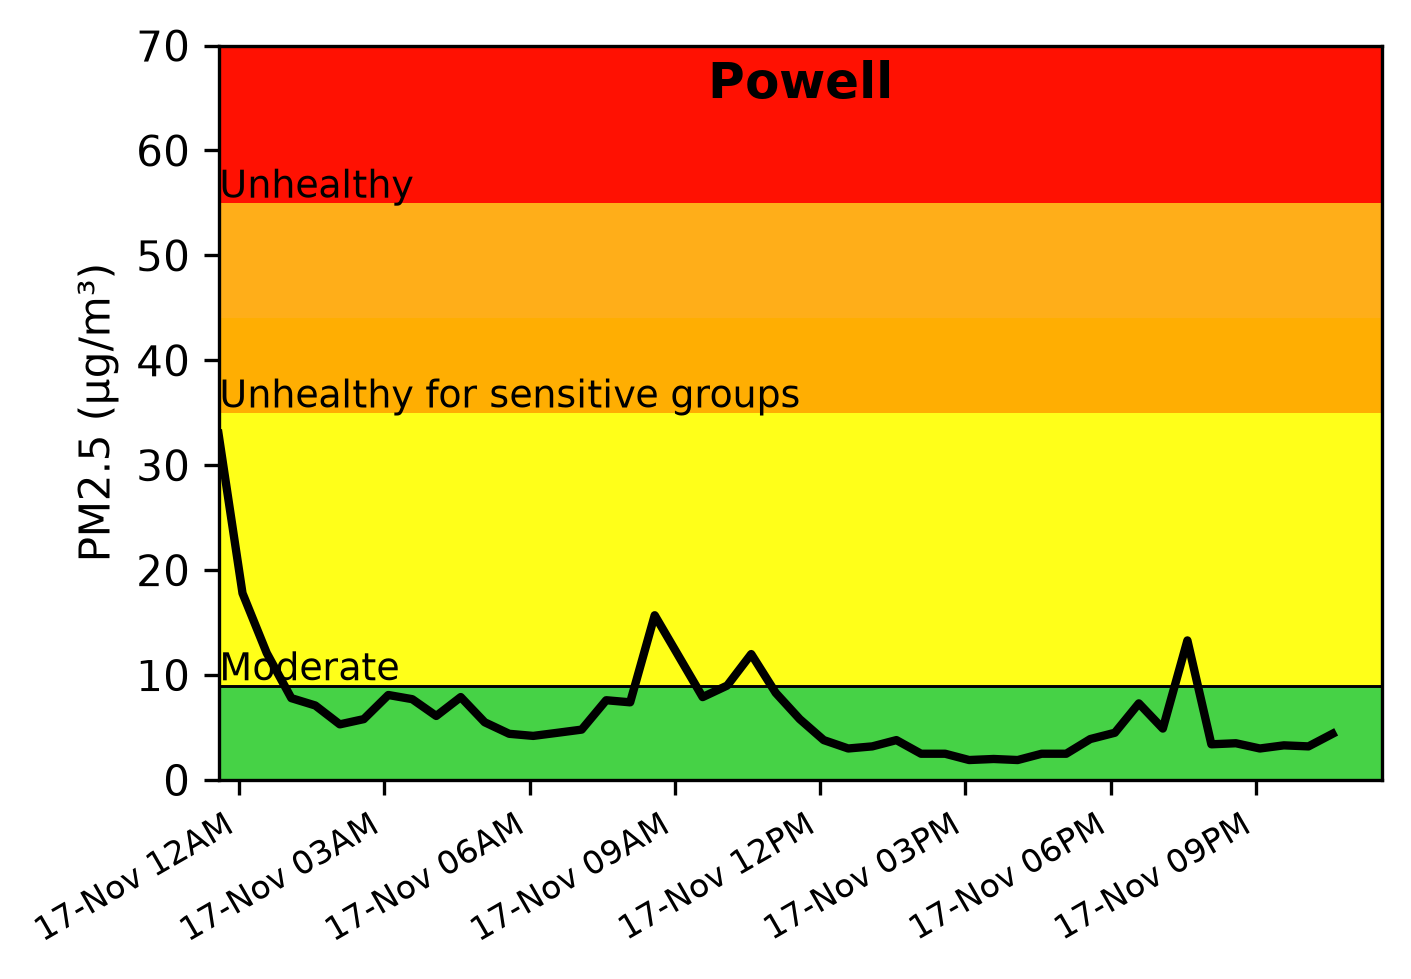 Powell
PM2.5 (µg/m³)
70
60
50
40
30
20
10
0
Unhealthy
Unhealthy for sensitive groups
Moderate
17-Nov 12AM
17-Nov 03AM
17-Nov 06AM
17-Nov 09AM
17-Nov 12PM
17-Nov 03PM
17-Nov 06PM
17-Nov 09PM